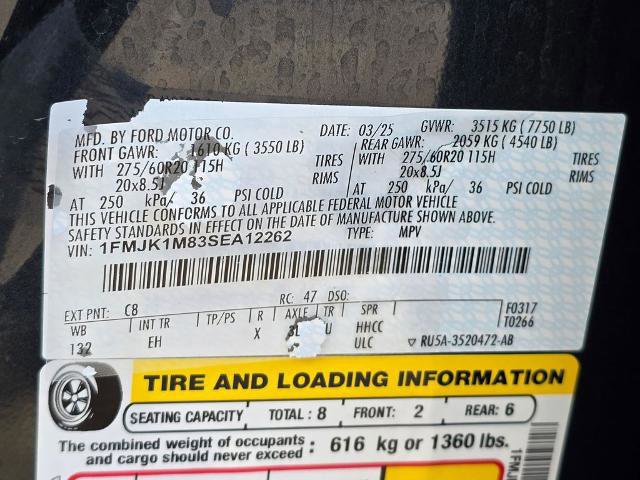 MFD. BY FORD MOTOR CO.
DATE: 03/25 GVWR: 3515 KG (7750 LB)
FRONT GAWR: 1610 KG (3550 LB) REAR GAWR: 2059 KG (4540 LB)
WITH 275/60R20 115H TIRES WITH 275/60R20 115H TIRES
20x8.5J RIMS 20x8.5J RIMS
AT 250 kPa/ 36 PSI COLD AT 250 kPa/ 36 PSI COLD
THIS VEHICLE CONFORMS TO ALL APPLICABLE FEDERAL MOTOR VEHICLE
SAFETY STANDARDS IN EFFECT ON THE DATE OF MANUFACTURE SHOWN ABOVE.
VIN: 1FMJK1M83SEA12262 TYPE: MPV
EXT PNT: C8 RC: 47 DSO:
WB INT TR TP/PS R AXLE TR SPR F0317
132 EH X 3L U HHCC T0266
ULC ▽ RU5A-3520472-AB
TIRE AND LOADING INFORMATION
SEATING CAPACITY TOTAL: 8 FRONT: 2 REAR: 6
The combined weight of occupants
and cargo should never exceed : 616 kg or 1360 lbs.
1FMJ